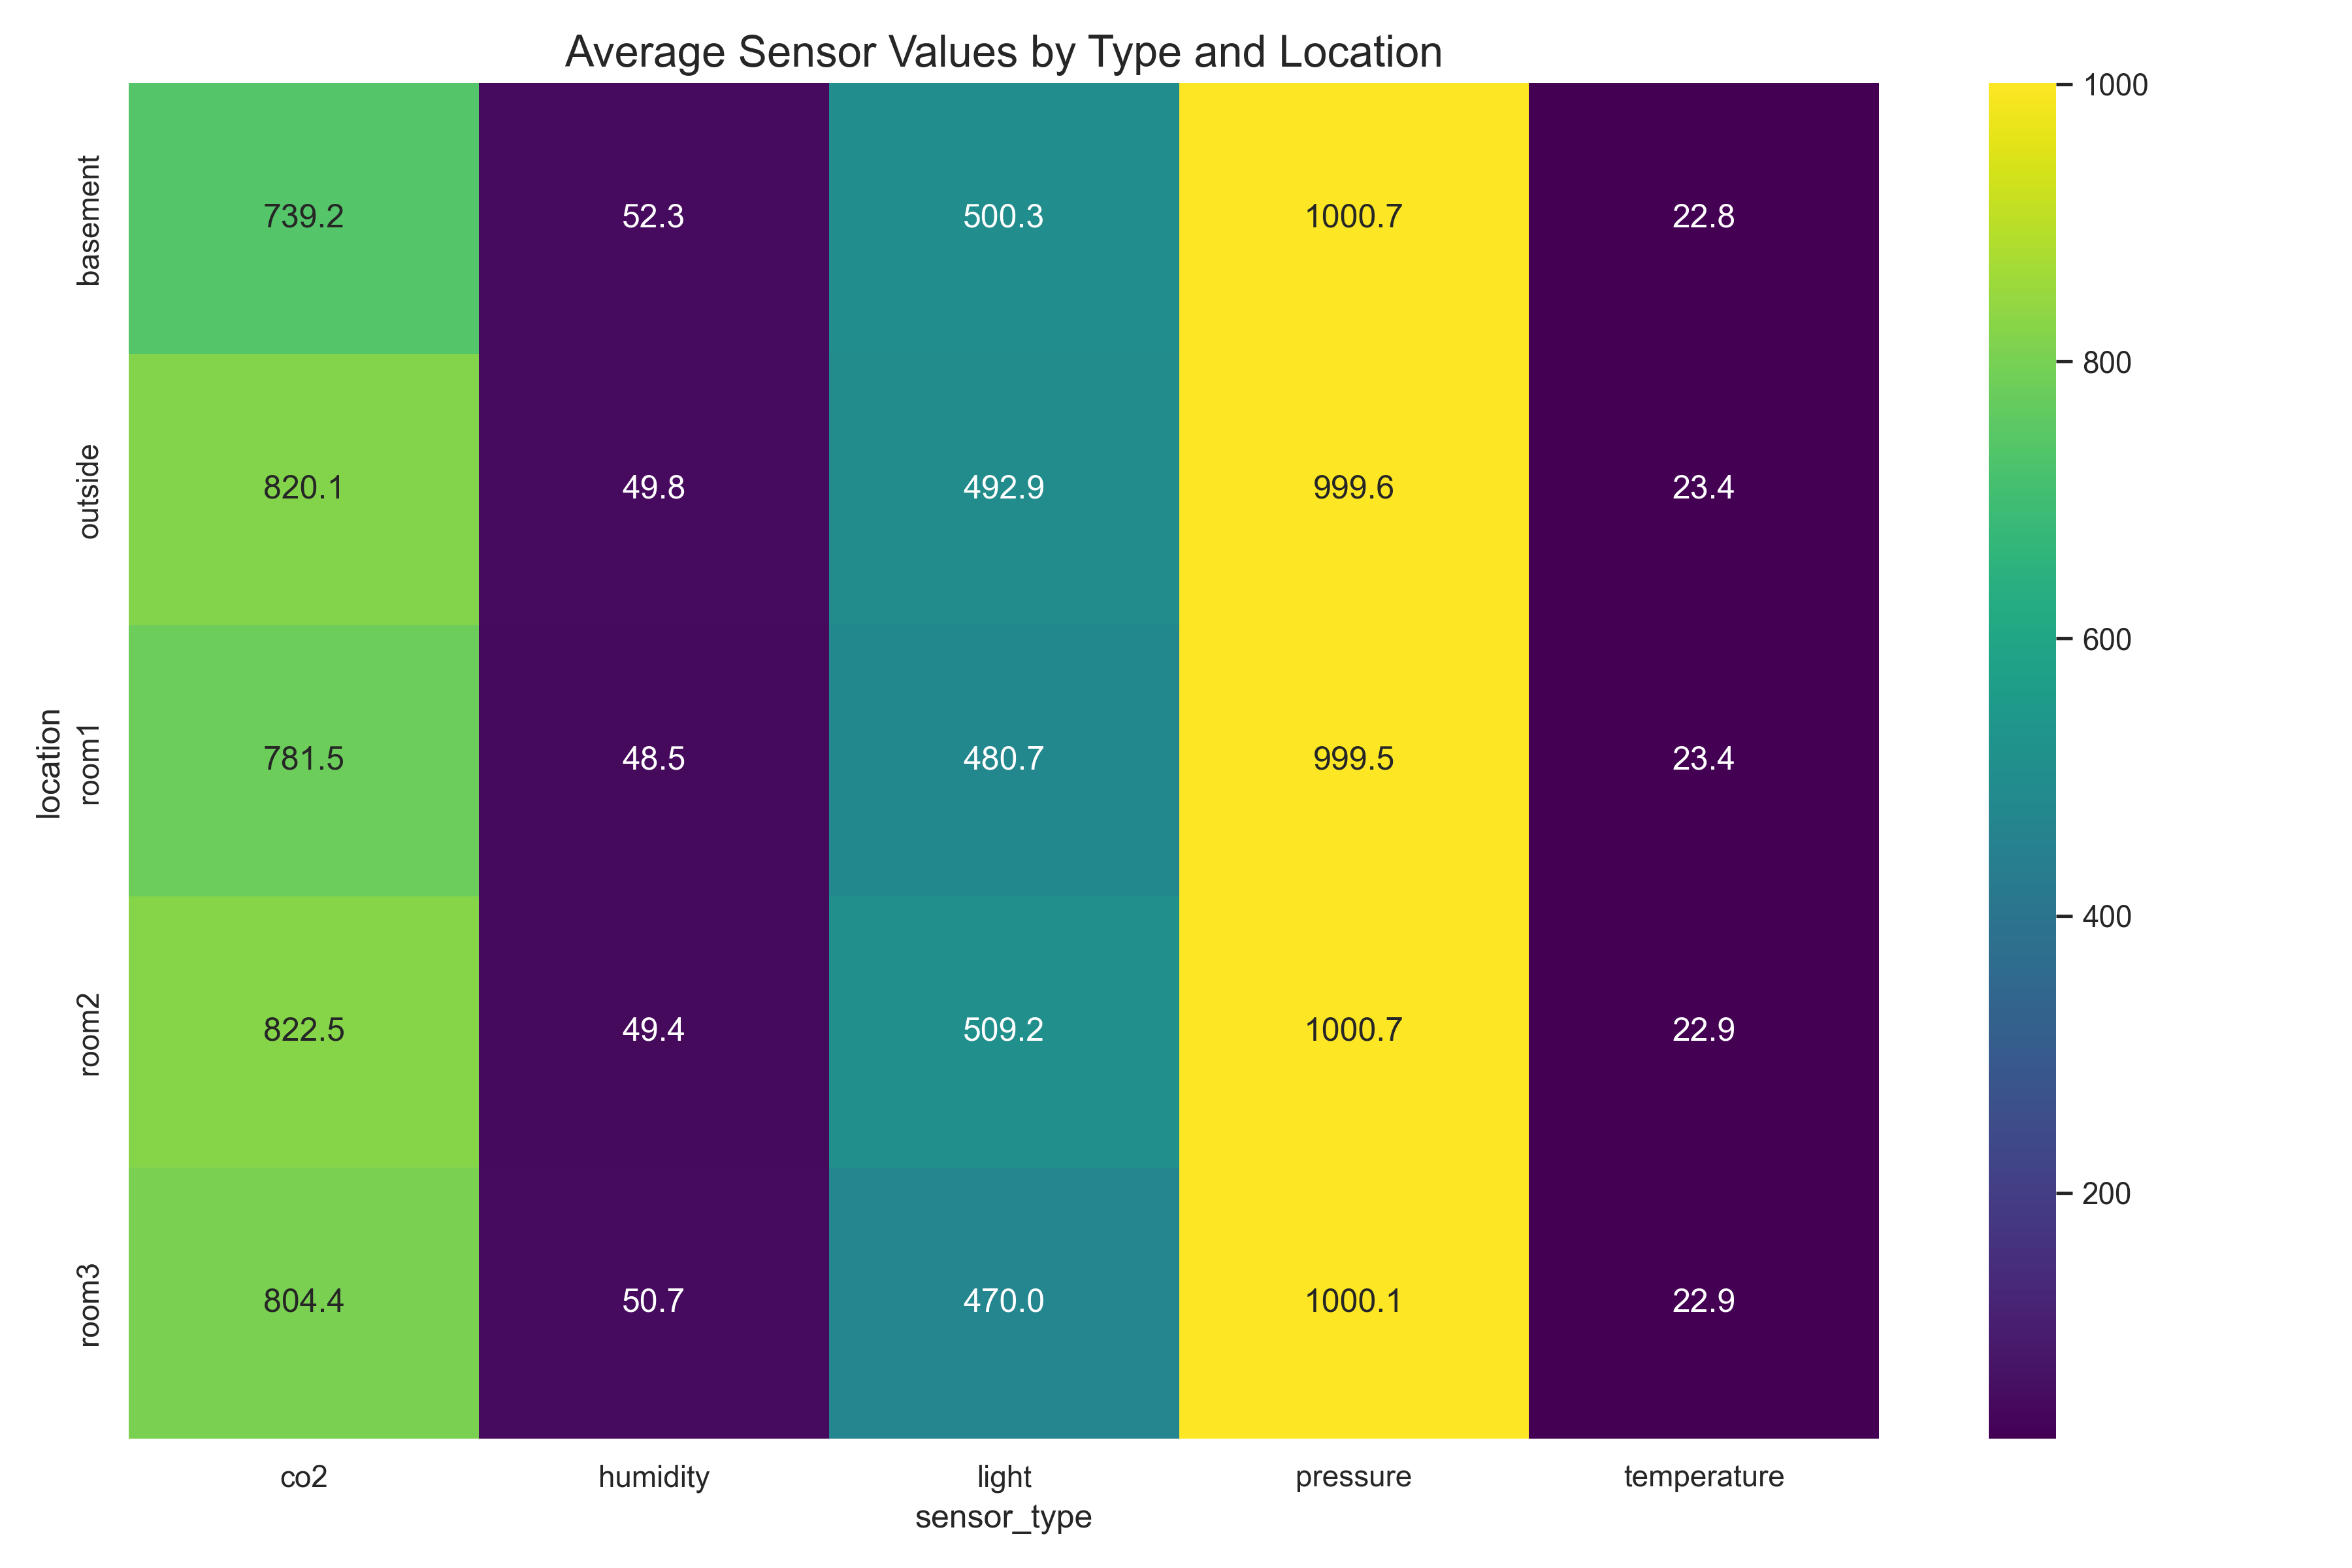 Average Sensor Values by Type and Location
1000
800
600
400
200
location
basement
739.2 52.3 500.3 1000.7 22.8
outside
820.1 49.8 492.9 999.6 23.4
room1
781.5 48.5 480.7 999.5 23.4
room2
822.5 49.4 509.2 1000.7 22.9
room3
804.4 50.7 470.0 1000.1 22.9
co2 humidity light pressure temperature
sensor_type